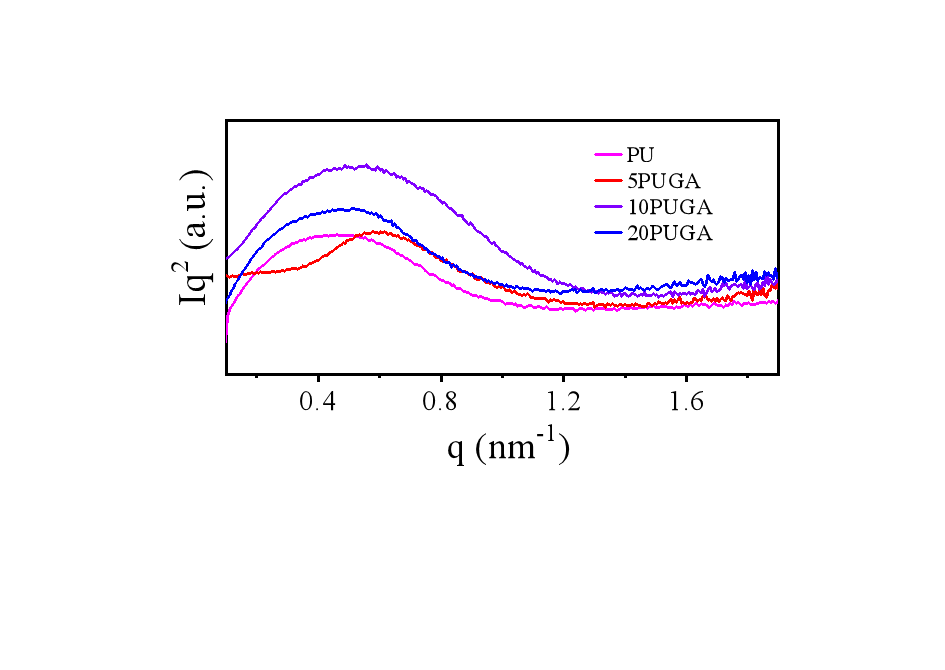 PU
5PUGA
10PUGA
20PUGA
Iq² (a.u.)
0.4 0.8 1.2 1.6
q (nm⁻¹)